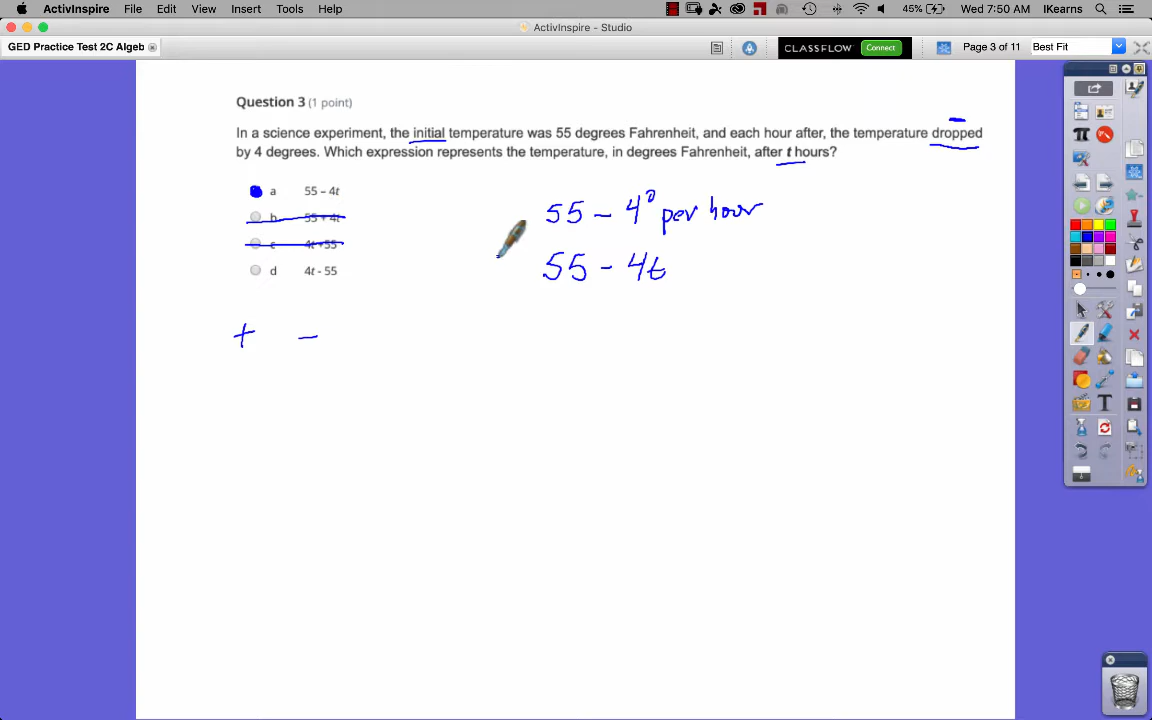 ActivInspire File Edit View Insert Tools Help 45% Wed 7:50 AM IKearns
ActivInspire - Studio
GED Practice Test 2C Algeb CLASSFLOW Connect Page 3 of 11 Best Fit
Question 3 (1 point)
In a science experiment, the initial temperature was 55 degrees Fahrenheit, and each hour after, the temperature dropped
by 4 degrees. Which expression represents the temperature, in degrees Fahrenheit, after t hours?
a 55 – 4t
b 55 + 4t
c 4t +55
d 4t - 55
55 – 4° per hour
55 – 4t
+ –
T